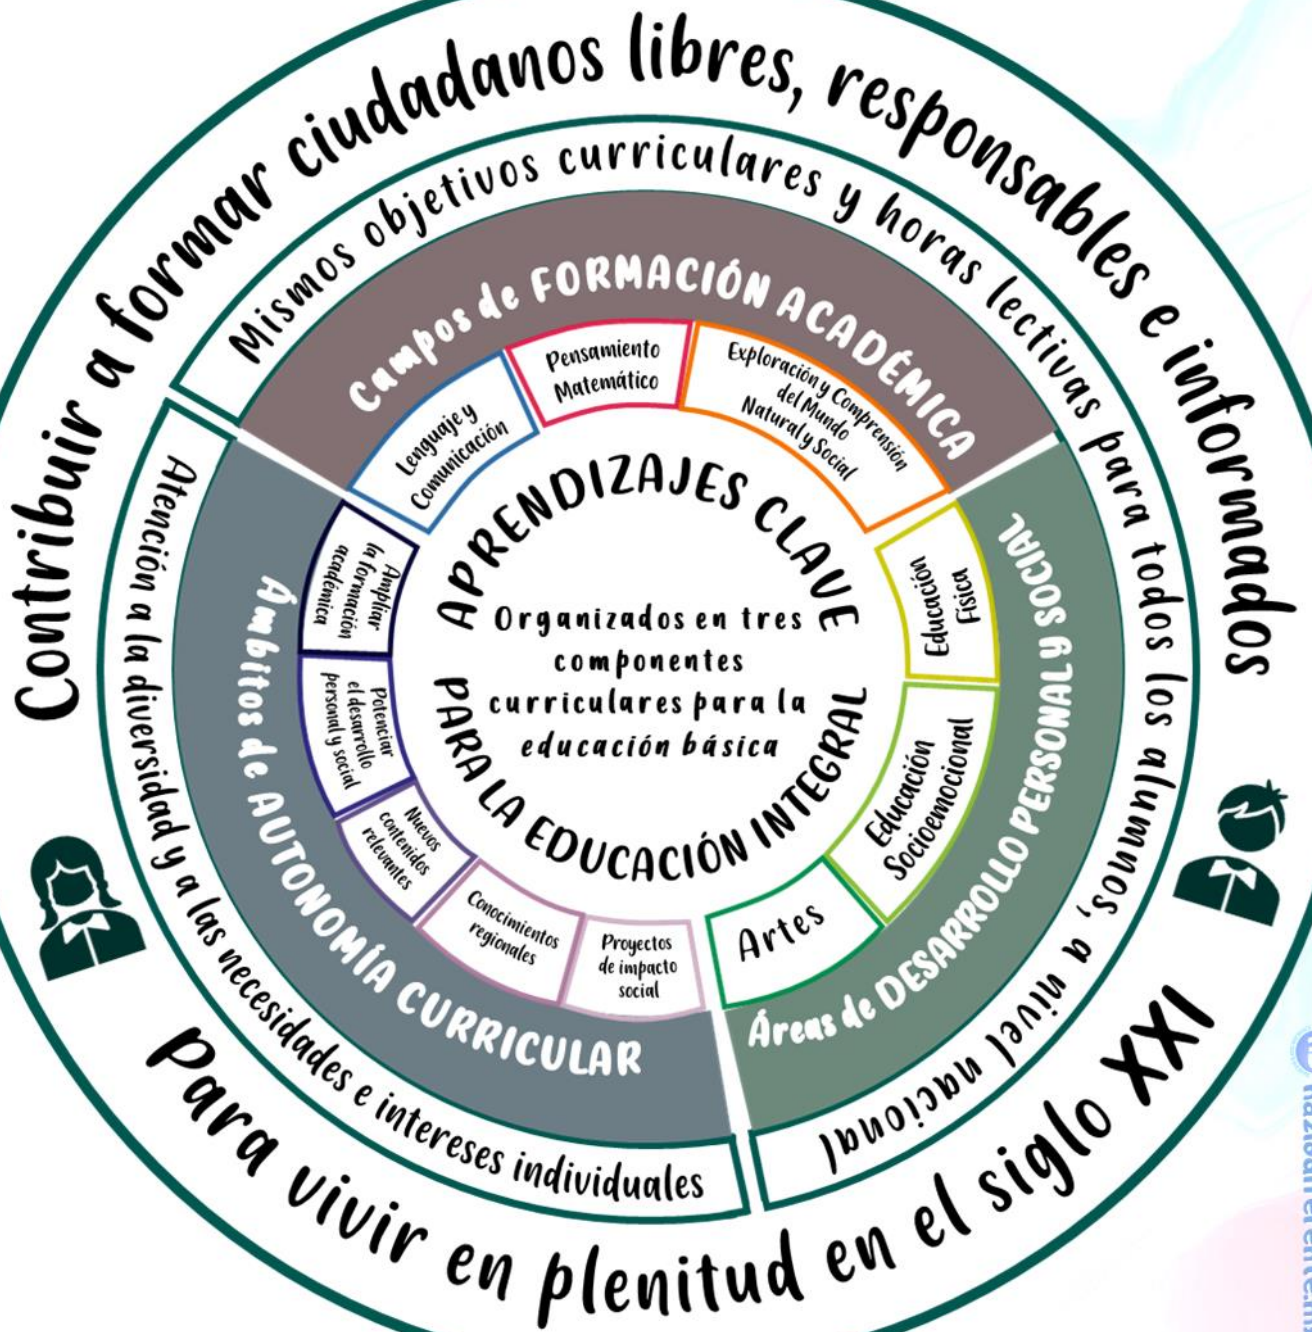 Contribuir a formar ciudadanos libres, responsables e informados
Para vivir en plenitud en el siglo XXI
Mismos objetivos curriculares y horas lectivas para todos los alumnos, a nivel nacional
Atención a la diversidad y a las necesidades e intereses individuales
Campos de FORMACIÓN ACADÉMICA
Lenguaje y
Comunicación
Pensamiento
Matemático
Exploración y Comprensión
del Mundo
Natural y Social
Áreas de DESARROLLO PERSONAL y SOCIAL
Educación
Física
Educación
Socioemocional
Artes
Ámbitos de AUTONOMÍA CURRICULAR
Ampliar
la formación
académica
Potenciar
el desarrollo
personal y social
Nuevos
contenidos
relevantes
Conocimientos
regionales
Proyectos
de impacto
social
APRENDIZAJES CLAVE
Organizados en tres
componentes
curriculares para la
educación básica
PARA LA EDUCACIÓN INTEGRAL